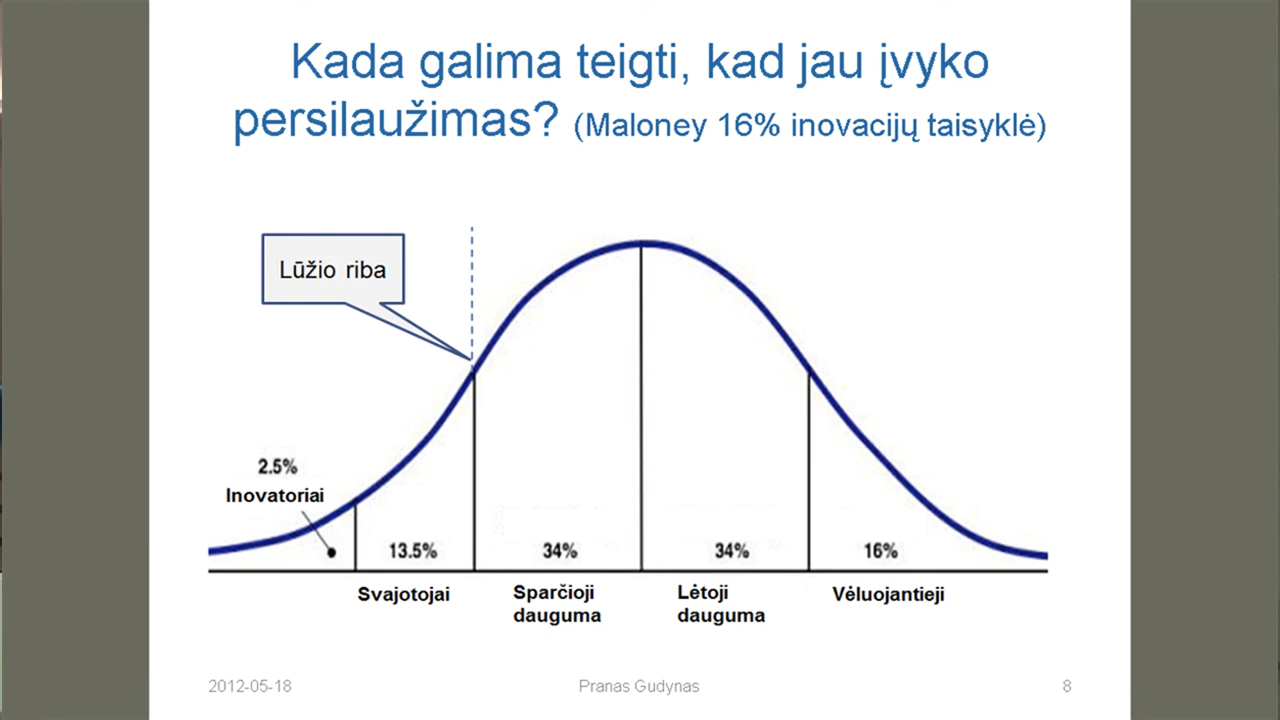 Kada galima teigti, kad jau įvyko
persilaužimas? (Maloney 16% inovacijų taisyklė)
Lūžio riba
2.5%
Inovatoriai
13.5%
34%
34%
16%
Svajotojai
Sparčioji
dauguma
Lėtoji
dauguma
Vėluojantieji
2012-05-18
Pranas Gudynas
8